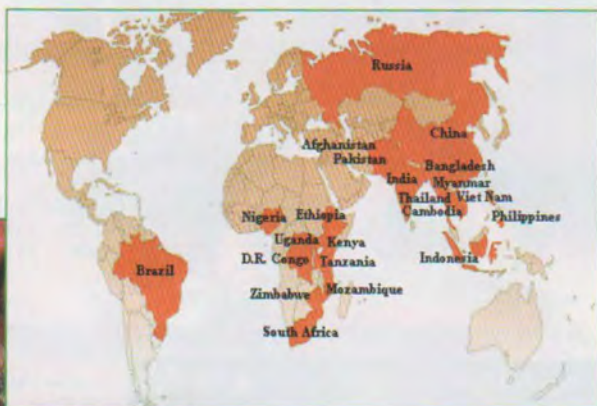 Russia
China
Afghanistan
Pakistan
Bangladesh
India
Myanmar
Thailand Viet Nam
Cambodia
Philippines
Nigeria Ethiopia
Uganda Kenya
D.R. Congo Tanzania
Indonesia
Brazil
Zimbabwe Mozambique
South Africa